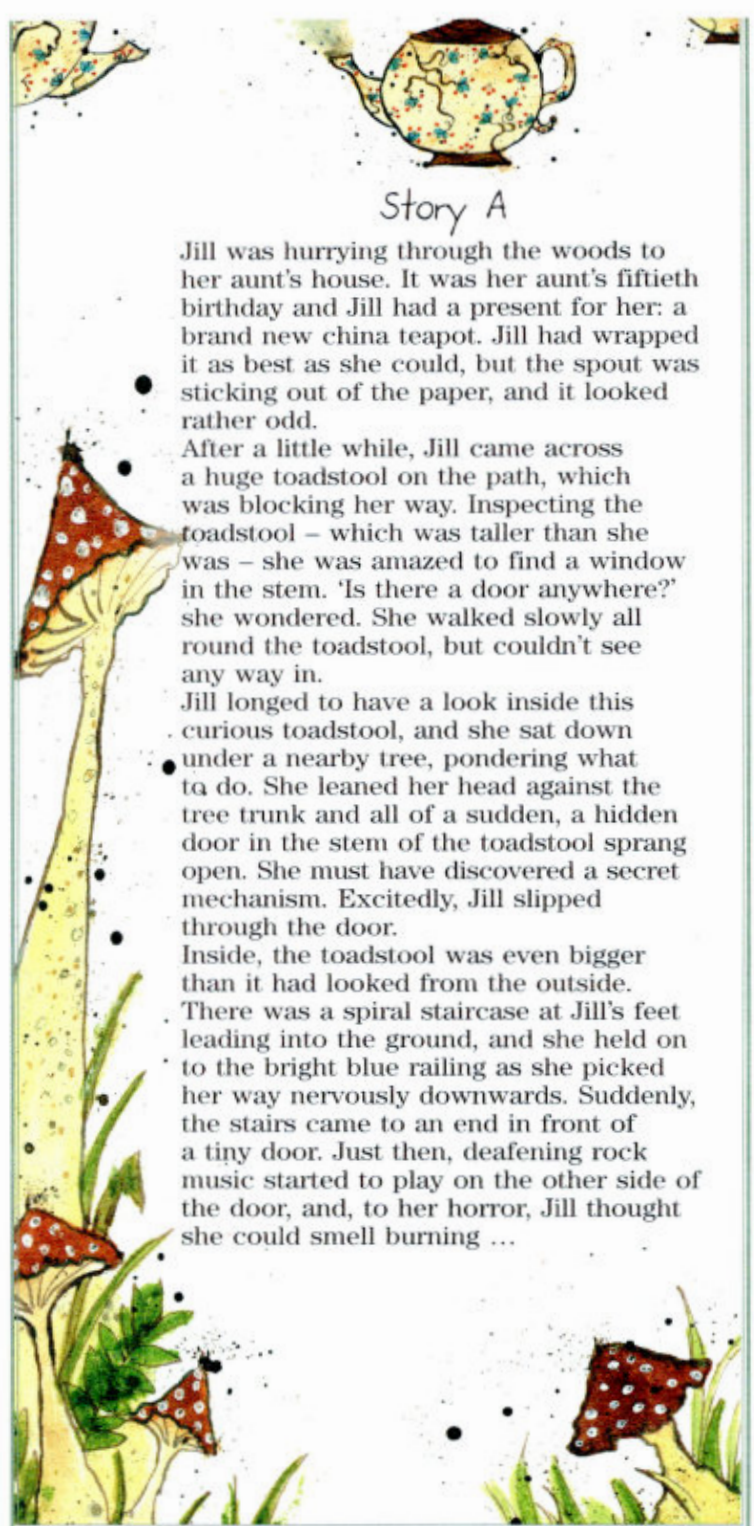 Story A
Jill was hurrying through the woods to
her aunt's house. It was her aunt's fiftieth
birthday and Jill had a present for her: a
brand new china teapot. Jill had wrapped
it as best as she could, but the spout was
sticking out of the paper, and it looked
rather odd.
After a little while, Jill came across
a huge toadstool on the path, which
was blocking her way. Inspecting the
toadstool – which was taller than she
was – she was amazed to find a window
in the stem. 'Is there a door anywhere?'
she wondered. She walked slowly all
round the toadstool, but couldn't see
any way in.
Jill longed to have a look inside this
curious toadstool, and she sat down
under a nearby tree, pondering what
to do. She leaned her head against the
tree trunk and all of a sudden, a hidden
door in the stem of the toadstool sprang
open. She must have discovered a secret
mechanism. Excitedly, Jill slipped
through the door.
Inside, the toadstool was even bigger
than it had looked from the outside.
There was a spiral staircase at Jill's feet
leading into the ground, and she held on
to the bright blue railing as she picked
her way nervously downwards. Suddenly,
the stairs came to an end in front of
a tiny door. Just then, deafening rock
music started to play on the other side of
the door, and, to her horror, Jill thought
she could smell burning …